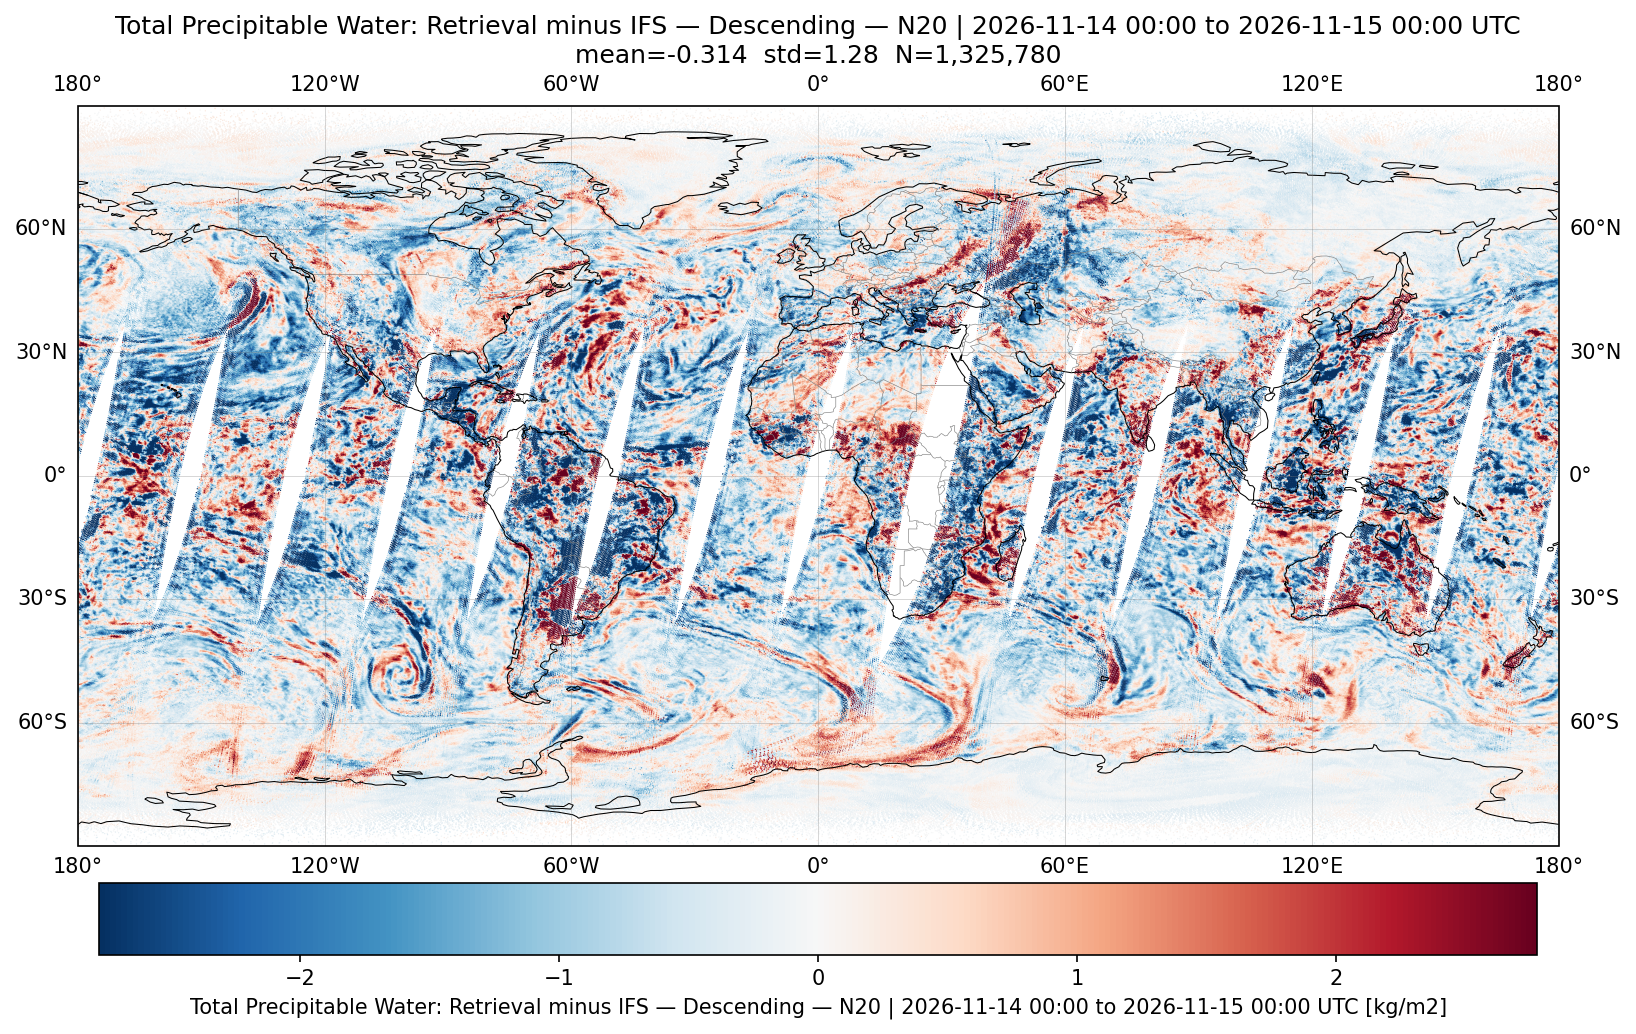 Total Precipitable Water: Retrieval minus IFS — Descending — N20 | 2026-11-14 00:00 to 2026-11-15 00:00 UTC
mean=-0.314  std=1.28  N=1,325,780
180° 120°W 60°W 0° 60°E 120°E 180°
60°N 60°N
30°N 30°N
0° 0°
30°S 30°S
60°S 60°S
180° 120°W 60°W 0° 60°E 120°E 180°
−2 −1 0 1 2
Total Precipitable Water: Retrieval minus IFS — Descending — N20 | 2026-11-14 00:00 to 2026-11-15 00:00 UTC [kg/m2]